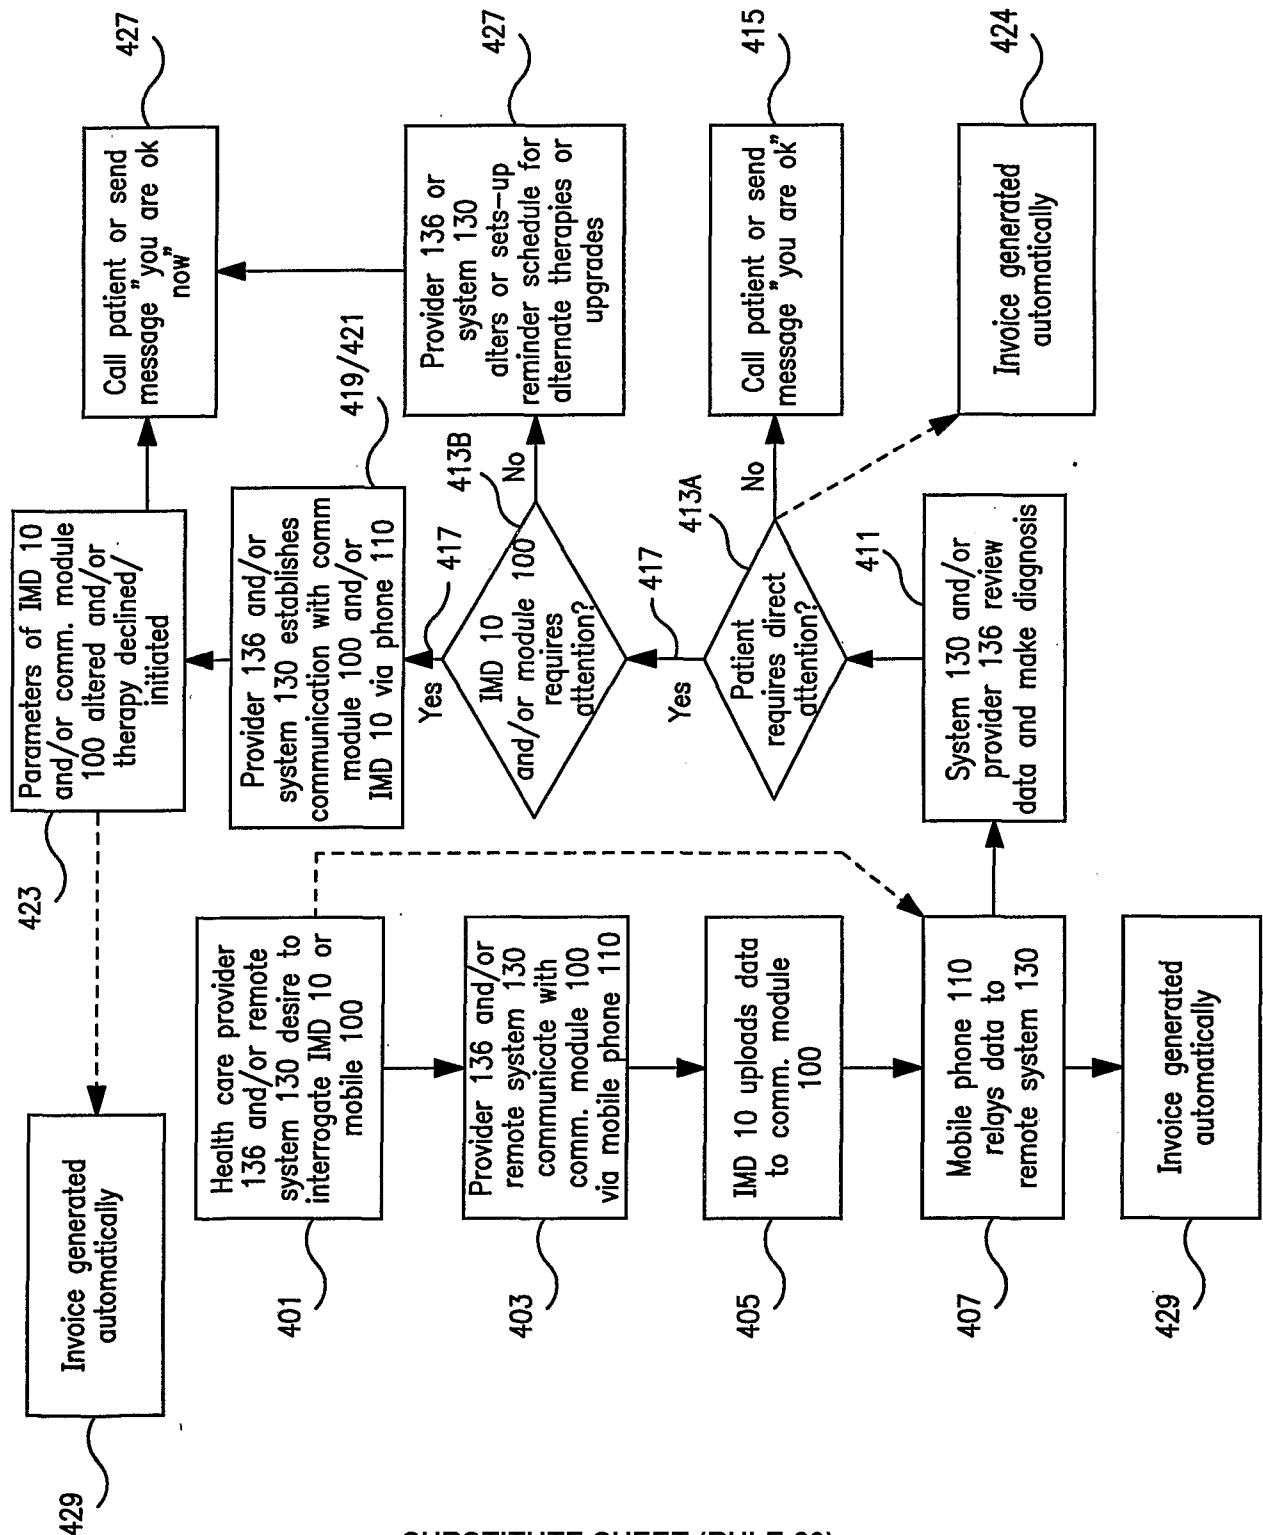 429
Invoice generated
automatically
423
Parameters of IMD 10
and/or comm. module
100 altered and/or
therapy declined/
initiated
Call patient or send
message "you are ok
now"
427
401
Health care provider
136 and/or remote
system 130 desire to
interrogate IMD 10 or
mobile 100
Provider 136 and/or
system 130 establishes
communication with comm
module 100 and/or
IMD 10 via phone 110
419/421
403
Provider 136 and/or
remote system 130
communicate with
comm. module 100
via mobile phone 110
Yes
417
IMD 10
and/or module 100
requires
attention?
413B
No
Provider 136 or
system 130
alters or sets-up
reminder schedule for
alternate therapies or
upgrades
427
405
IMD 10 uploads data
to comm. module
100
Yes
417
Patient
requires direct
attention?
413A
No
Call patient or send
message "you are ok"
415
407
Mobile phone 110
relays data to
remote system 130
System 130 and/or
provider 136 review
data and make diagnosis
411
Invoice generated
automatically
424
429
Invoice generated
automatically